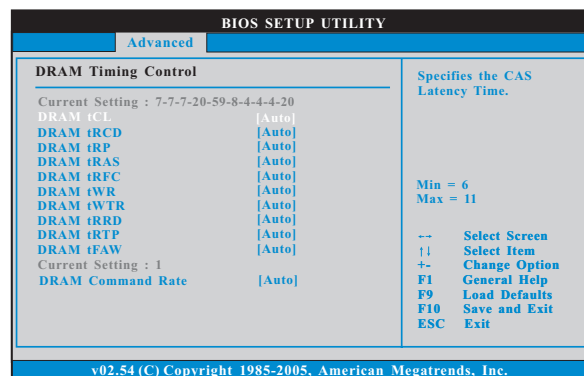 BIOS SETUP UTILITY
Advanced
DRAM Timing Control
Current Setting : 7-7-7-20-59-8-4-4-4-20
DRAM tCL [Auto]
DRAM tRCD [Auto]
DRAM tRP [Auto]
DRAM tRAS [Auto]
DRAM tRFC [Auto]
DRAM tWR [Auto]
DRAM tWTR [Auto]
DRAM tRRD [Auto]
DRAM tRTP [Auto]
DRAM tFAW [Auto]
Current Setting : 1
DRAM Command Rate [Auto]
Specifies the CAS
Latency Time.
Min = 6
Max = 11
←→ Select Screen
↑↓ Select Item
+- Change Option
F1 General Help
F9 Load Defaults
F10 Save and Exit
ESC Exit
v02.54 (C) Copyright 1985-2005, American Megatrends, Inc.